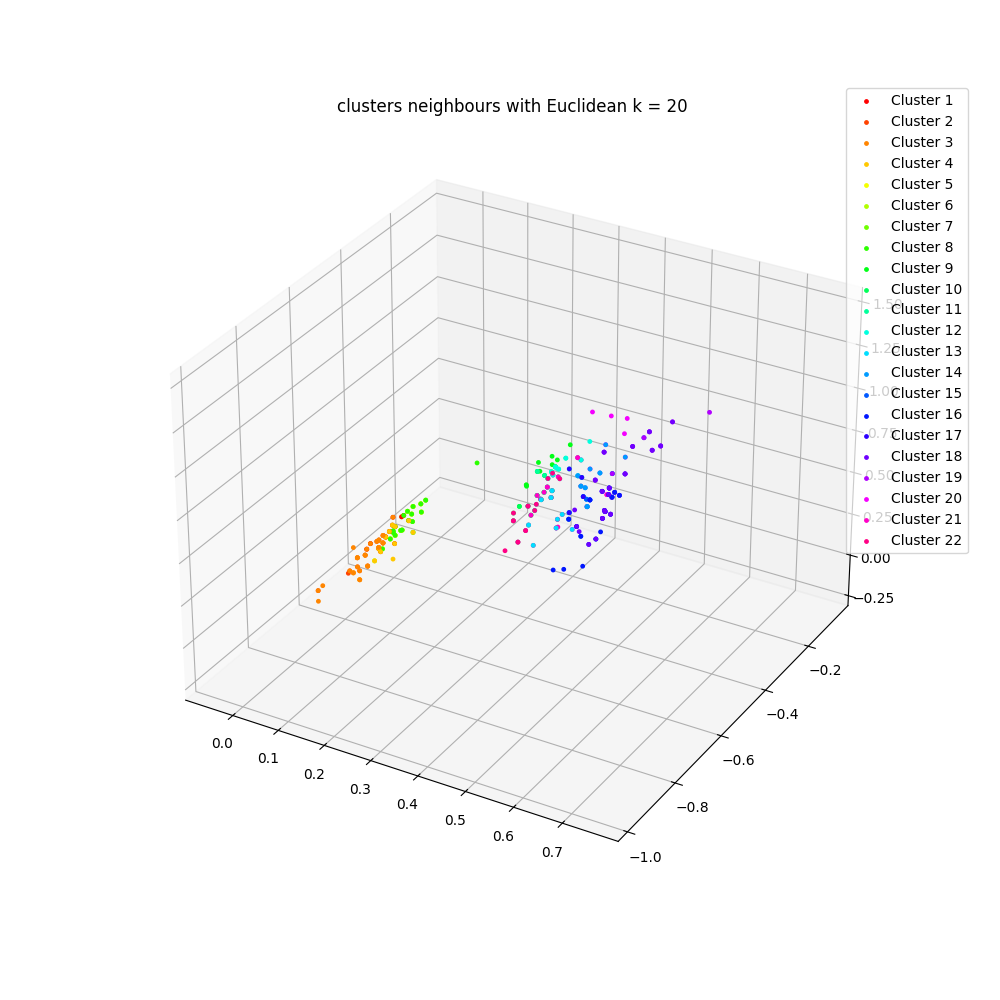 clusters neighbours with Euclidean k = 20
Cluster 1
Cluster 2
Cluster 3
Cluster 4
Cluster 5
Cluster 6
Cluster 7
Cluster 8
Cluster 9
Cluster 10
Cluster 11
Cluster 12
Cluster 13
Cluster 14
Cluster 15
Cluster 16
Cluster 17
Cluster 18
Cluster 19
Cluster 20
Cluster 21
Cluster 22
1.50
1.25
1.00
0.75
0.50
0.25
0.00
−0.25
−0.2
−0.4
−0.6
−0.8
−1.0
0.0
0.1
0.2
0.3
0.4
0.5
0.6
0.7